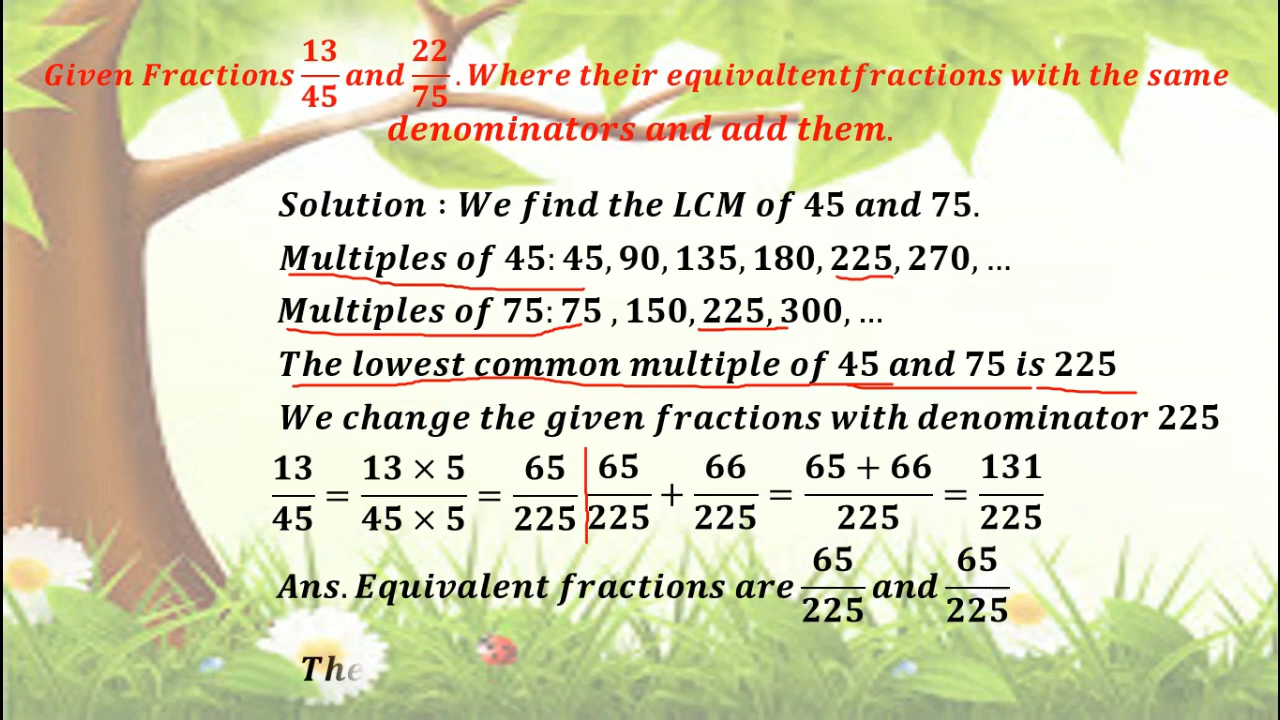 Given Fractions 13/45 and 22/75 . Where their equivaltent fractions with the same
denominators and add them.
Solution : We find the LCM of 45 and 75.
Multiples of 45: 45, 90, 135, 180, 225, 270, ...
Multiples of 75: 75 , 150, 225, 300, ...
The lowest common multiple of 45 and 75 is 225
We change the given fractions with denominator 225
13/45 = 13 × 5/45 × 5 = 65/225 65/225 + 66/225 = 65 + 66/225 = 131/225
Ans. Equivalent fractions are 65/225 and 65/225
The